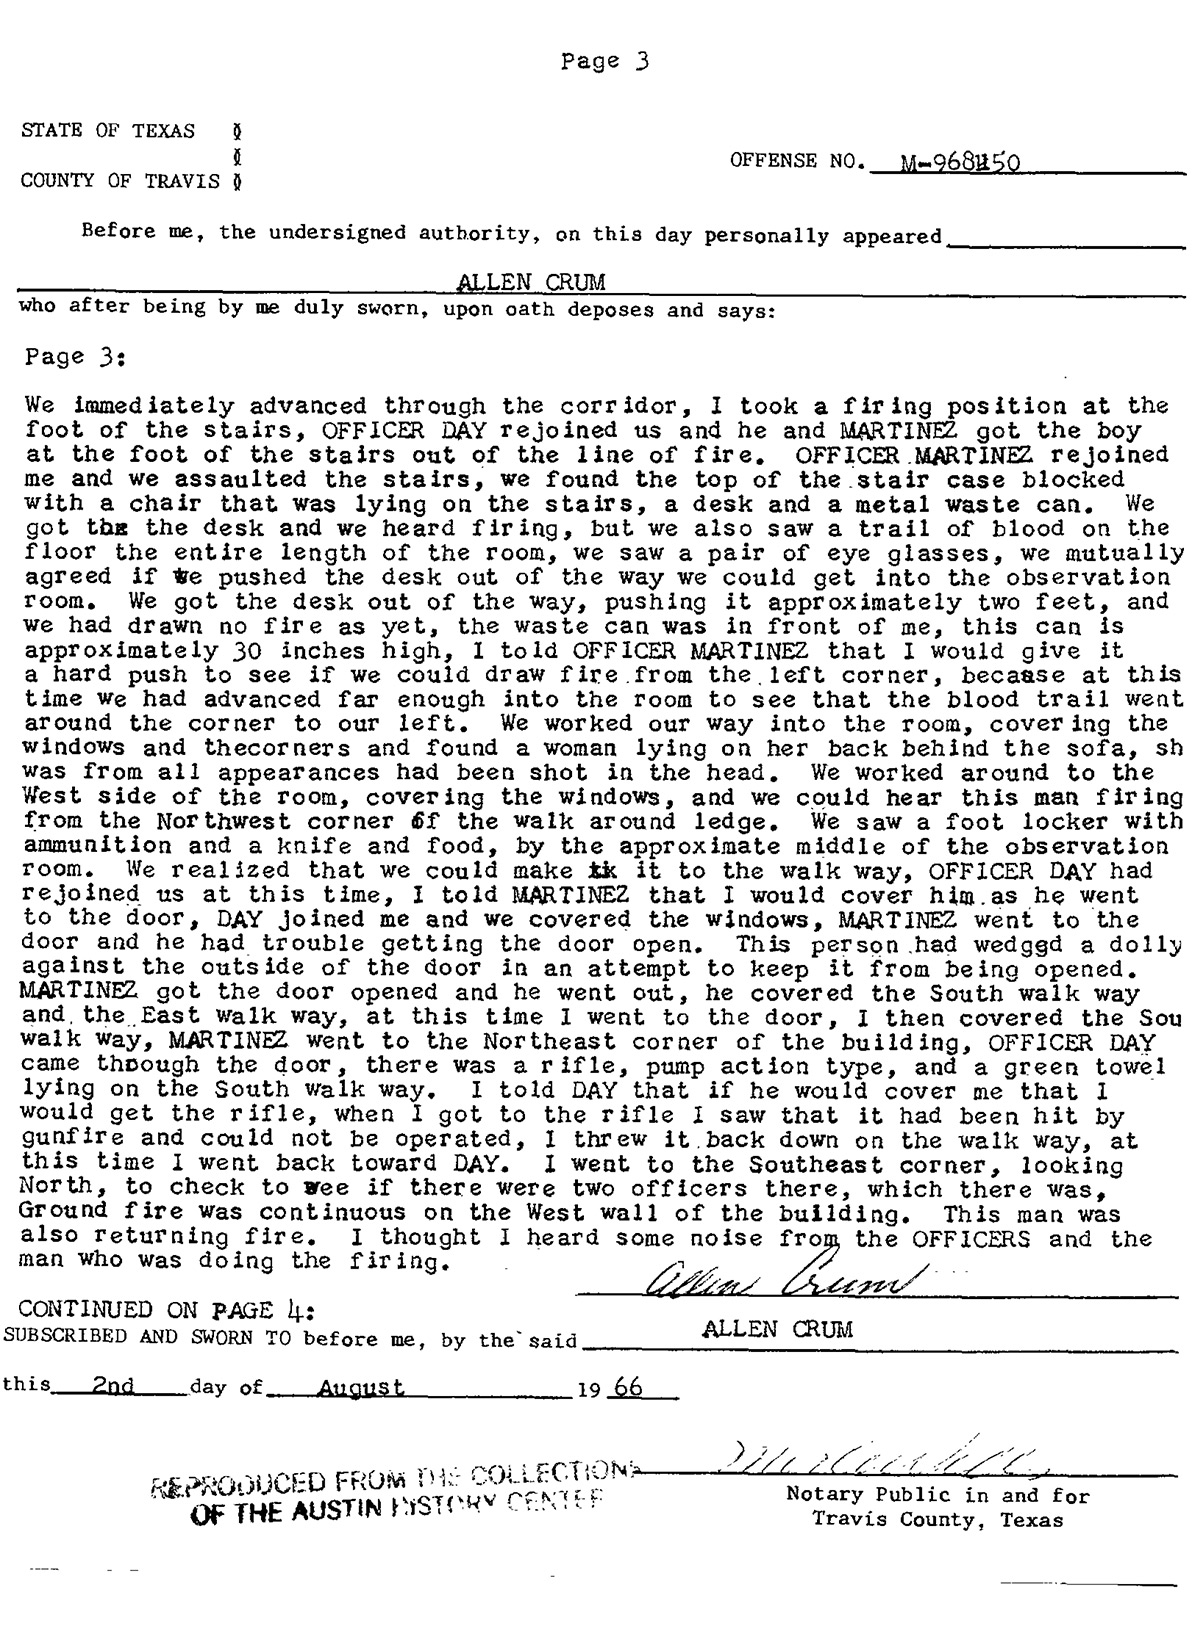 Page 3
STATE OF TEXAS
OFFENSE NO. M-968150
COUNTY OF TRAVIS
Before me, the undersigned authority, on this day personally appeared
ALLEN CRUM
who after being by me duly sworn, upon oath deposes and says:
Page 3:
We immediately advanced through the corridor, I took a firing position at the
foot of the stairs, OFFICER DAY rejoined us and he and MARTINEZ got the boy
at the foot of the stairs out of the line of fire. OFFICER MARTINEZ rejoined
me and we assaulted the stairs, we found the top of the stair case blocked
with a chair that was lying on the stairs, a desk and a metal waste can. We
got the the desk and we heard firing, but we also saw a trail of blood on the
floor the entire length of the room, we saw a pair of eye glasses, we mutually
agreed if we pushed the desk out of the way we could get into the observation
room. We got the desk out of the way, pushing it approximately two feet, and
we had drawn no fire as yet, the waste can was in front of me, this can is
approximately 30 inches high, I told OFFICER MARTINEZ that I would give it
a hard push to see if we could draw fire from the left corner, becaase at this
time we had advanced far enough into the room to see that the blood trail went
around the corner to our left. We worked our way into the room, covering the
windows and thecorners and found a woman lying on her back behind the sofa, sh
was from all appearances had been shot in the head. We worked around to the
West side of the room, covering the windows, and we could hear this man firing
from the Northwest corner of the walk around ledge. We saw a foot locker with
ammunition and a knife and food, by the approximate middle of the observation
room. We realized that we could make it to the walk way, OFFICER DAY had
rejoined us at this time, I told MARTINEZ that I would cover him as he went
to the door, DAY joined me and we covered the windows, MARTINEZ went to the
door and he had trouble getting the door open. This person had wedggd a dolly
against the outside of the door in an attempt to keep it from being opened.
MARTINEZ got the door opened and he went out, he covered the South walk way
and the East walk way, at this time I went to the door, I then covered the Sou
walk way, MARTINEZ went to the Northeast corner of the building, OFFICER DAY
came thnough the door, there was a rifle, pump action type, and a green towel
lying on the South walk way. I told DAY that if he would cover me that I
would get the rifle, when I got to the rifle I saw that it had been hit by
gunfire and could not be operated, I threw it back down on the walk way, at
this time I went back toward DAY. I went to the Southeast corner, looking
North, to check to see if there were two officers there, which there was,
Ground fire was continuous on the West wall of the building. This man was
also returning fire. I thought I heard some noise from the OFFICERS and the
man who was doing the firing.
Allen Crum
CONTINUED ON PAGE 4:
SUBSCRIBED AND SWORN TO before me, by the said ALLEN CRUM
this 2nd day of August 19 66
REPRODUCED FROM THE COLLECTIONS
OF THE AUSTIN HISTORY CENTER
Notary Public in and for
Travis County, Texas